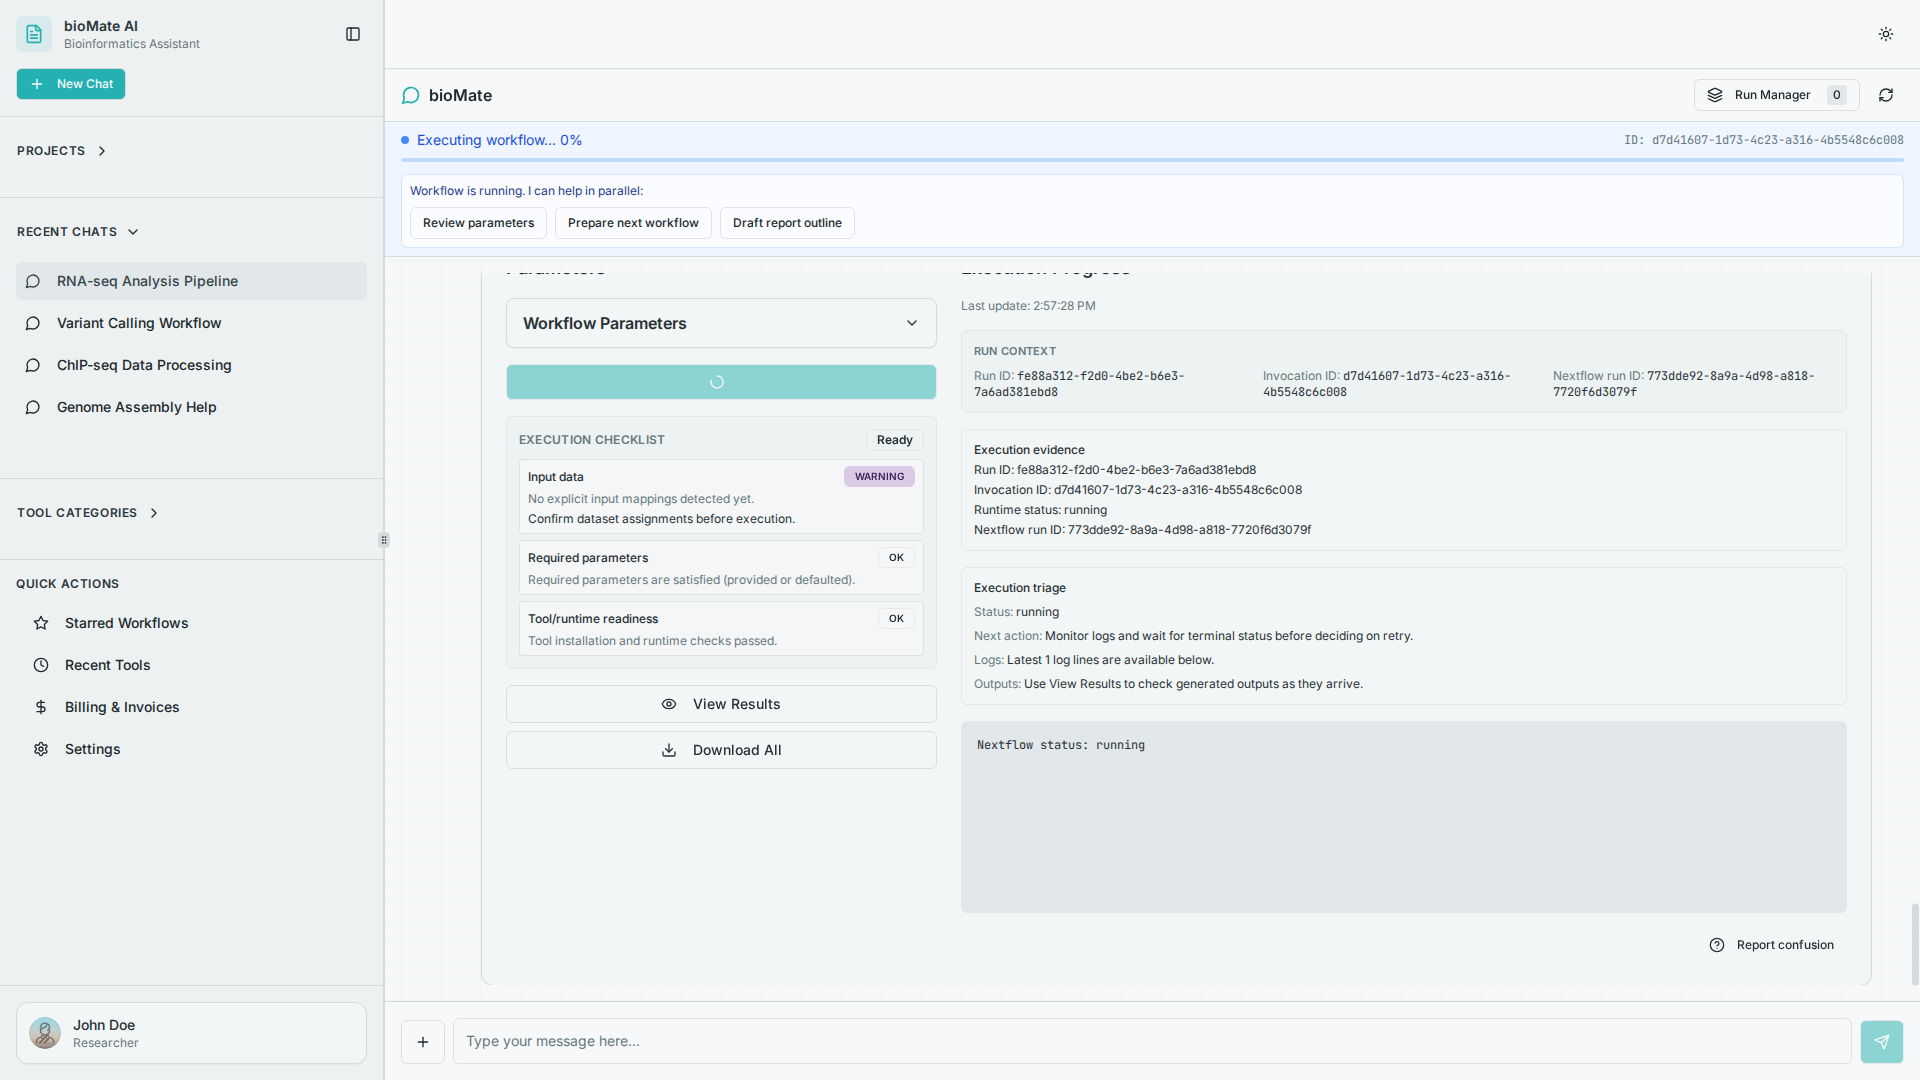 bioMate AI
Bioinformatics Assistant
New Chat
PROJECTS
RECENT CHATS
RNA-seq Analysis Pipeline
Variant Calling Workflow
ChIP-seq Data Processing
Genome Assembly Help
TOOL CATEGORIES
QUICK ACTIONS
Starred Workflows
Recent Tools
Billing & Invoices
Settings
John Doe
Researcher
bioMate
Run Manager 0
Executing workflow... 0%
ID: d7d41607-1d73-4c23-a316-4b5548c6c008
Workflow is running. I can help in parallel:
Review parameters
Prepare next workflow
Draft report outline
Parameters
Workflow Parameters
EXECUTION CHECKLIST
Ready
Input data
WARNING
No explicit input mappings detected yet.
Confirm dataset assignments before execution.
Required parameters
OK
Required parameters are satisfied (provided or defaulted).
Tool/runtime readiness
OK
Tool installation and runtime checks passed.
View Results
Download All
Execution Progress
Last update: 2:57:28 PM
RUN CONTEXT
Run ID: fe88a312-f2d0-4be2-b6e3-
7a6ad381ebd8
Invocation ID: d7d41607-1d73-4c23-a316-
4b5548c6c008
Nextflow run ID: 773dde92-8a9a-4d98-a818-
7720f6d3079f
Execution evidence
Run ID: fe88a312-f2d0-4be2-b6e3-7a6ad381ebd8
Invocation ID: d7d41607-1d73-4c23-a316-4b5548c6c008
Runtime status: running
Nextflow run ID: 773dde92-8a9a-4d98-a818-7720f6d3079f
Execution triage
Status: running
Next action: Monitor logs and wait for terminal status before deciding on retry.
Logs: Latest 1 log lines are available below.
Outputs: Use View Results to check generated outputs as they arrive.
Nextflow status: running
Report confusion
Type your message here...